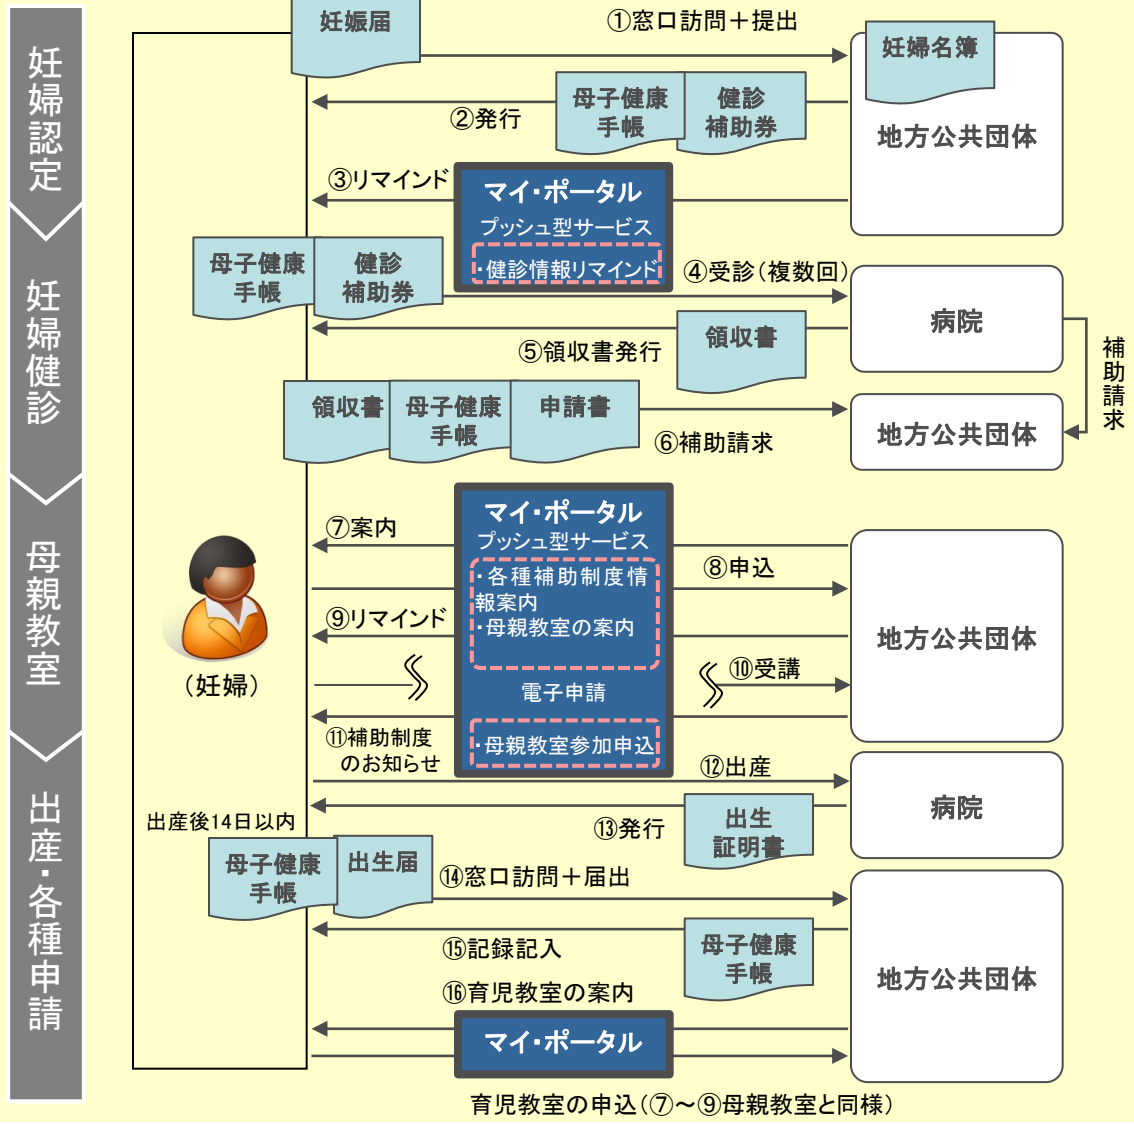 妊婦認定
妊娠届
①窓口訪問＋提出
妊婦名簿
地方公共団体
②発行
母子健康
手帳
健診
補助券
③リマインド
マイ・ポータル
プッシュ型サービス
・健診情報リマインド
妊婦健診
母子健康
手帳
健診
補助券
④受診（複数回）
病院
⑤領収書発行
領収書
補助請求
領収書
母子健康
手帳
申請書
⑥補助請求
地方公共団体
母親教室
（妊婦）
⑦案内
マイ・ポータル
プッシュ型サービス
・各種補助制度情
報案内
・母親教室の案内
⑧申込
⑨リマインド
地方公共団体
電子申請
⑩受講
・母親教室参加申込
⑪補助制度
のお知らせ
出産・各種申請
⑫出産
病院
⑬発行
出生
証明書
出産後14日以内
母子健康
手帳
出生届
⑭窓口訪問＋届出
地方公共団体
⑮記録記入
母子健康
手帳
⑯育児教室の案内
マイ・ポータル
育児教室の申込（⑦～⑨母親教室と同様）